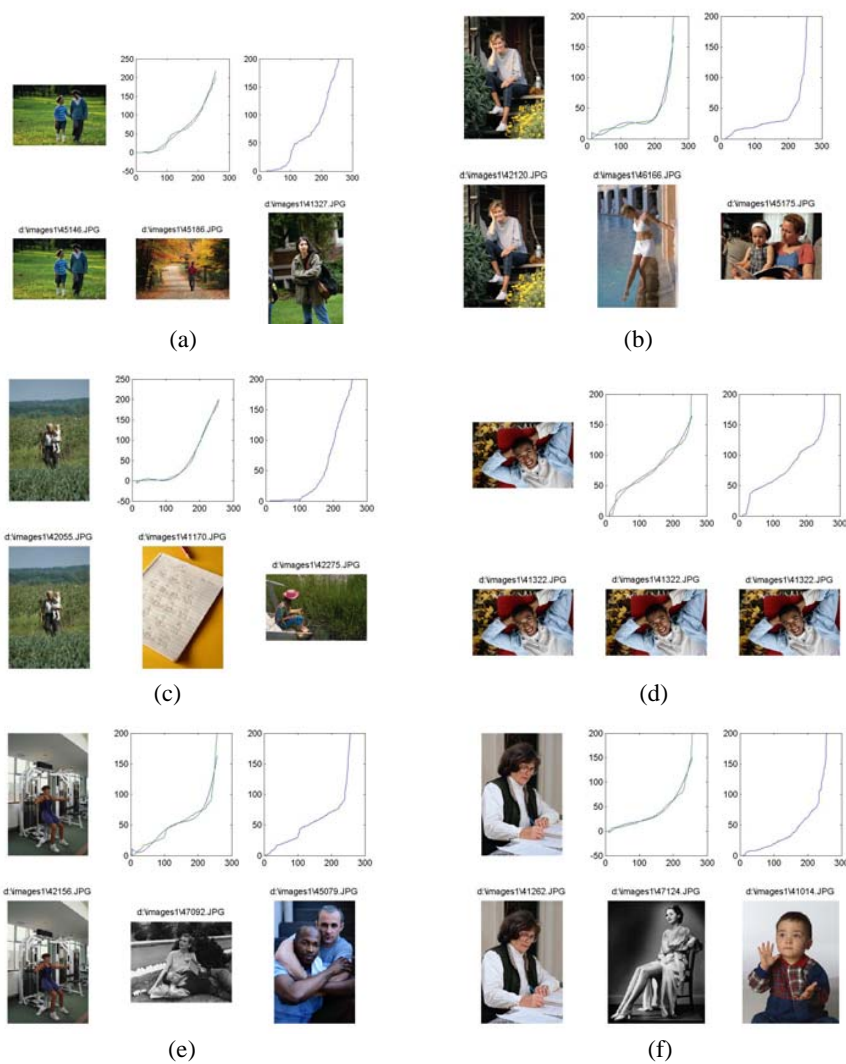 250
200
150
100
50
0
-50
0 100 200 300
200
150
100
50
0
0 100 200 300
d:\images1\45146.JPG
d:\images1\45186.JPG
d:\images1\41327.JPG
(a)
200
150
100
50
0
0 100 200 300
200
150
100
50
0
0 100 200 300
d:\images1\42120.JPG
d:\images1\46166.JPG
d:\images1\45175.JPG
(b)
250
200
150
100
50
0
-50
0 100 200 300
200
150
100
50
0
0 100 200 300
d:\images1\42055.JPG
d:\images1\41170.JPG
d:\images1\42275.JPG
(c)
200
150
100
50
0
0 100 200 300
200
150
100
50
0
0 100 200 300
d:\images1\41322.JPG
d:\images1\41322.JPG
d:\images1\41322.JPG
(d)
200
150
100
50
0
0 100 200 300
200
150
100
50
0
0 100 200 300
d:\images1\42156.JPG
d:\images1\47092.JPG
d:\images1\45079.JPG
(e)
200
150
100
50
0
-50
0 100 200 300
200
150
100
50
0
0 100 200 300
d:\images1\41262.JPG
d:\images1\47124.JPG
d:\images1\41014.JPG
(f)